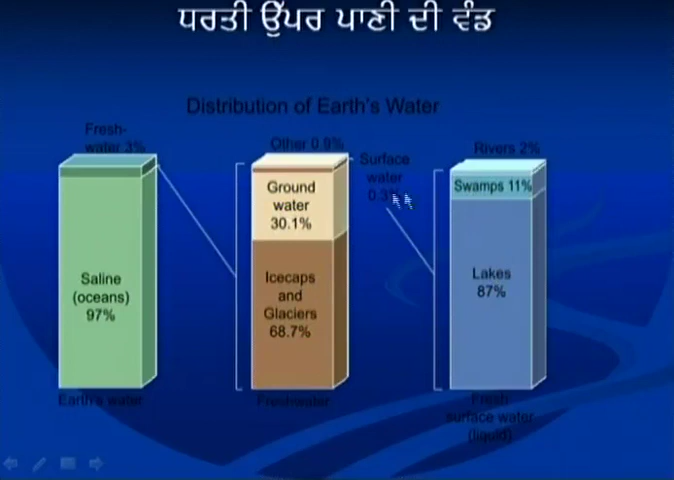 ਧਰਤੀ ਉੱਪਰ ਪਾਣੀ ਦੀ ਵੰਡ
Distribution of Earth's Water
Fresh-
water 3%
Saline
(oceans)
97%
Earth's water
Other 0.9%
Surface
water
0.3%
Ground
water
30.1%
Icecaps
and
Glaciers
68.7%
Freshwater
Rivers 2%
Swamps 11%
Lakes
87%
Fresh
surface water
(liquid)